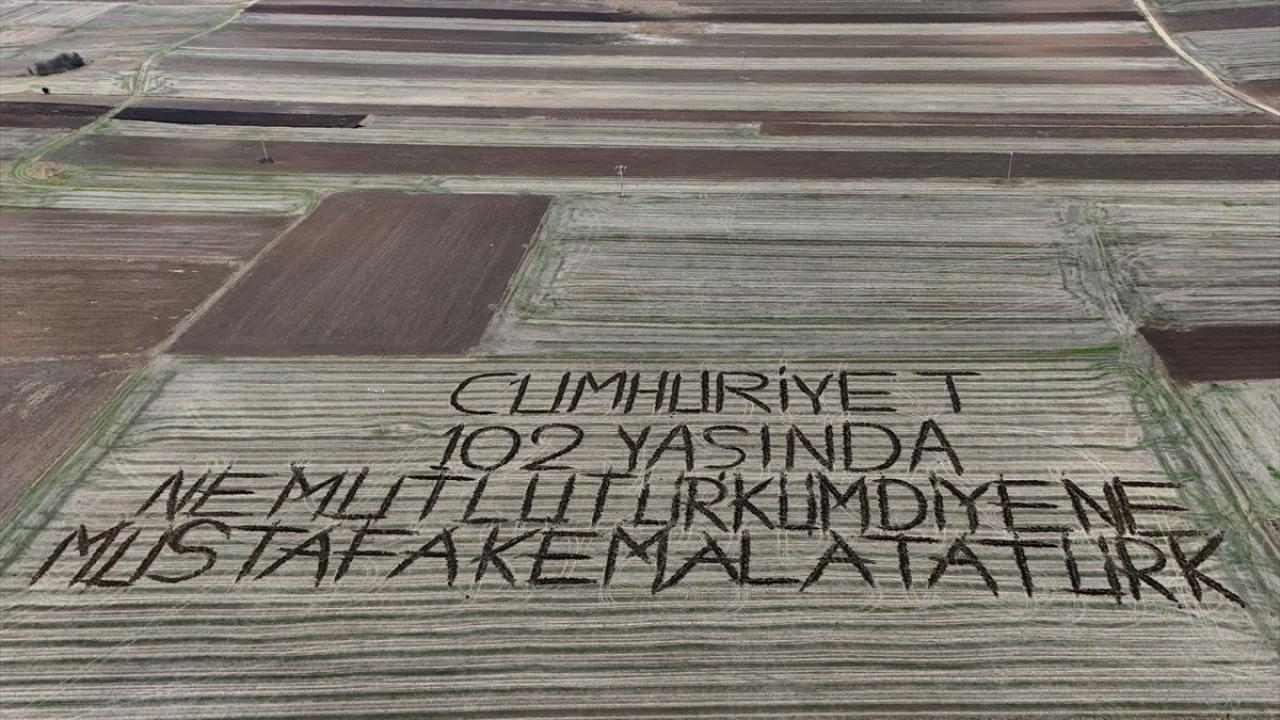 CUMHURİYET
102 YAŞINDA
NE MUTLU TÜRKÜM DİYENE
MUSTAFA KEMAL ATATÜRK